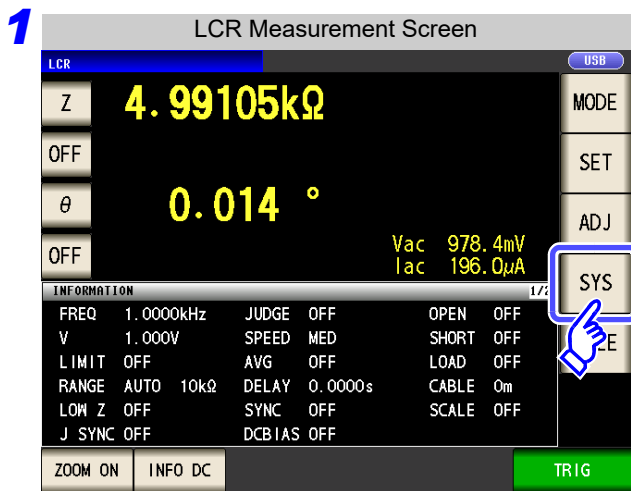 1
LCR Measurement Screen
LCR
USB
Z 4.99105kΩ
MODE
OFF
SET
θ 0.014 °
ADJ
OFF
Vac 978.4mV
Iac 196.0μA
SYS
INFORMATION
FREQ 1.0000kHz JUDGE OFF OPEN OFF
V 1.000V SPEED MED SHORT OFF
LIMIT OFF AVG OFF LOAD OFF
RANGE AUTO 10kΩ DELAY 0.0000s CABLE 0m
LOW Z OFF SYNC OFF SCALE OFF
J SYNC OFF DCBIAS OFF
ZOOM ON INFO DC TRIG